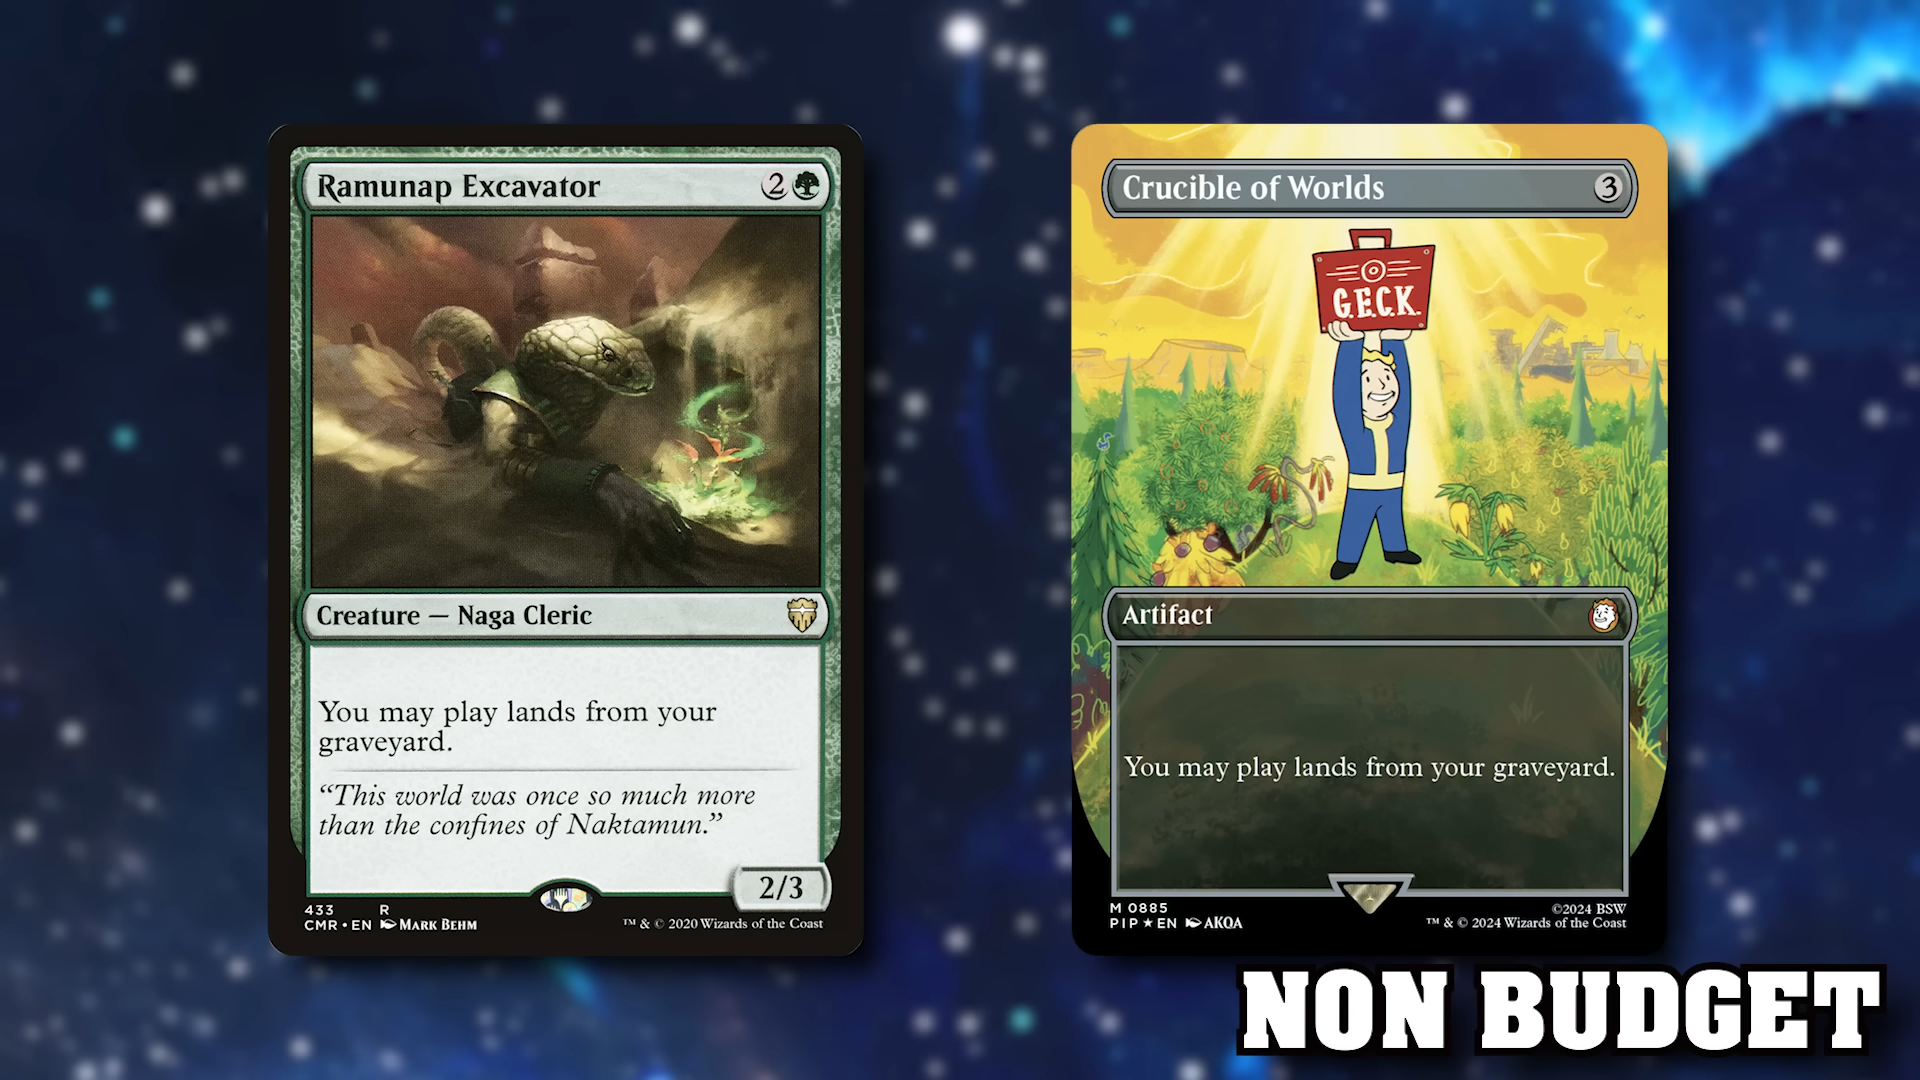 Ramunap Excavator
2
Creature — Naga Cleric
You may play lands from your
graveyard.
“This world was once so much more
than the confines of Naktamun.”
2/3
433 R
CMR • EN MARK BEHM
™ & © 2020 Wizards of the Coast
Crucible of Worlds
3
G.E.C.K.
Artifact
You may play lands from your graveyard.
M 0885
PIP ★ EN AKQA
©2024 BSW
™ & © 2024 Wizards of the Coast
NON BUDGET